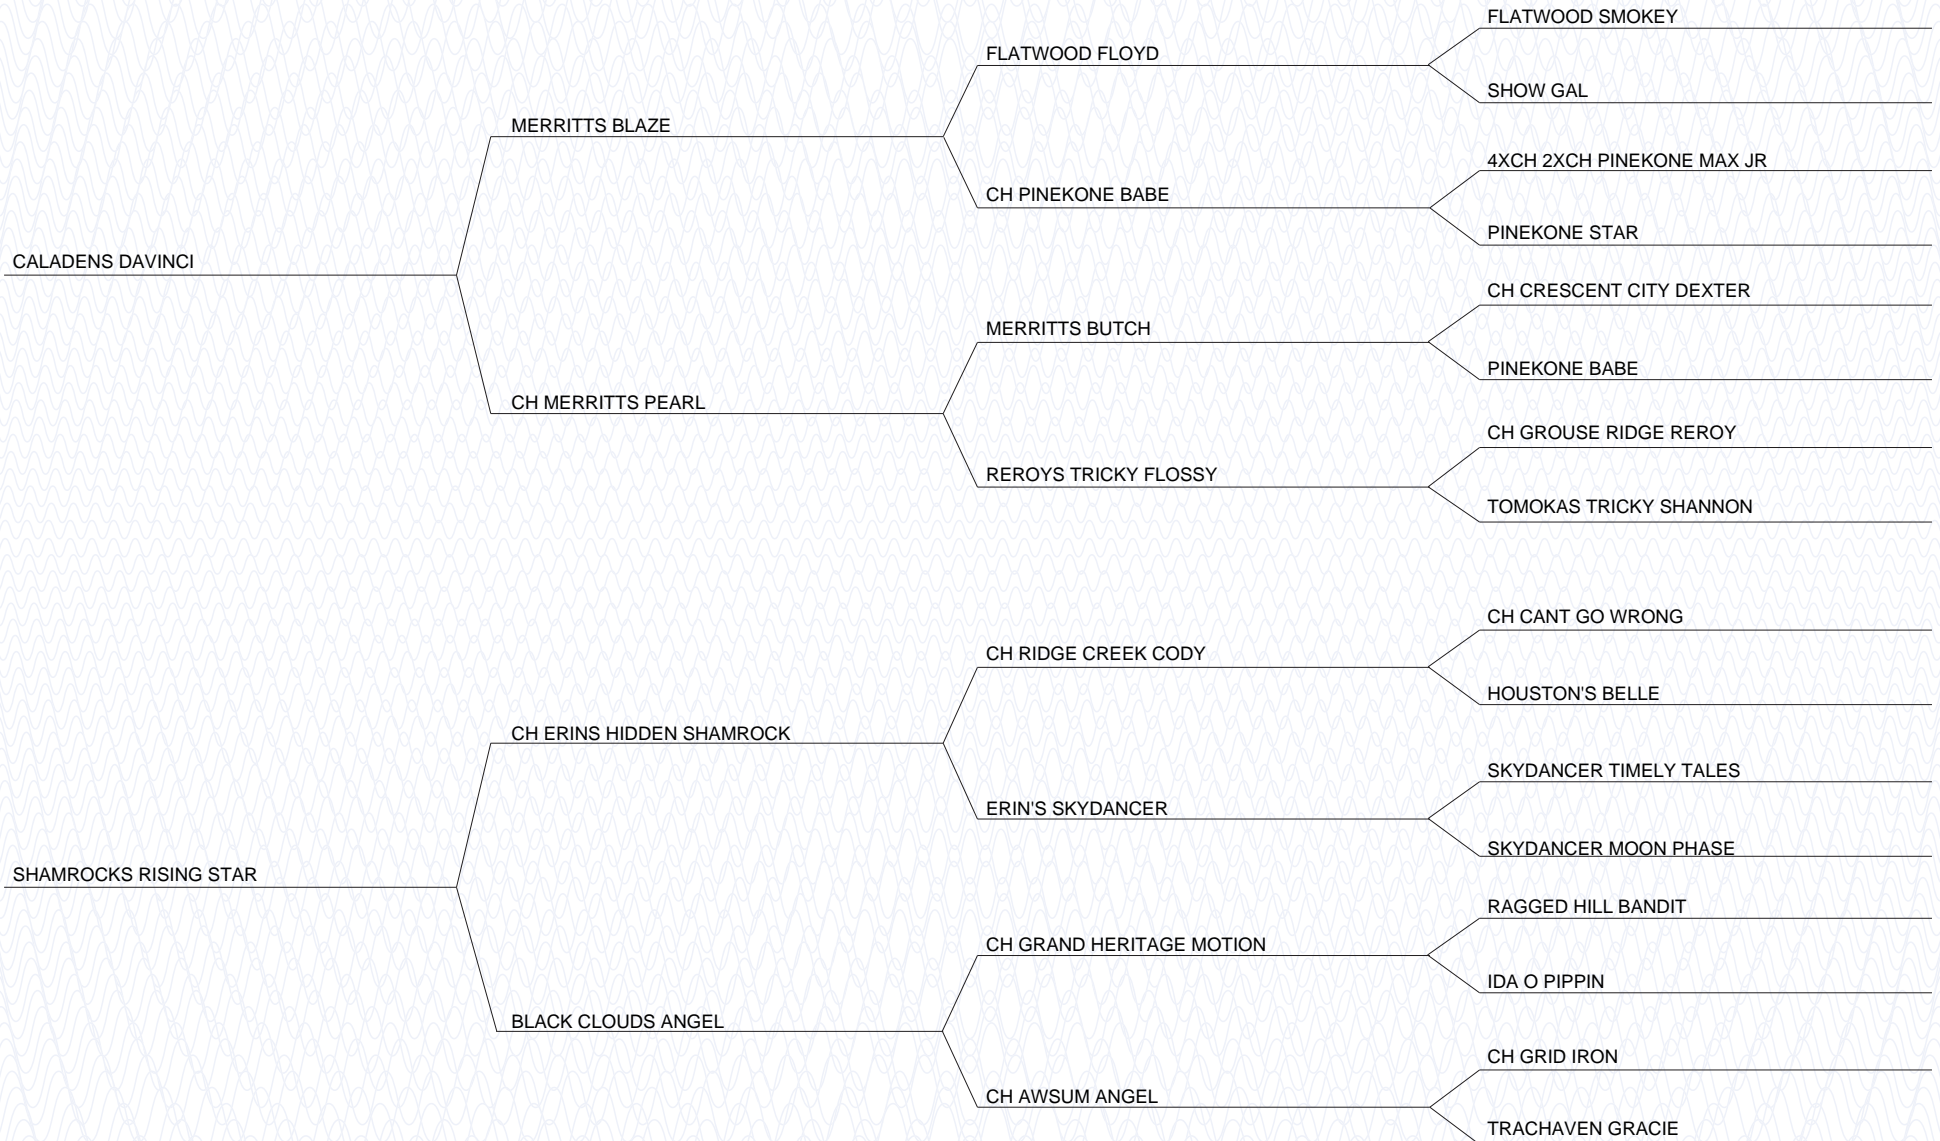 FLATWOOD SMOKEY
FLATWOOD FLOYD
SHOW GAL
MERRITTS BLAZE
4XCH 2XCH PINEKONE MAX JR
CH PINEKONE BABE
PINEKONE STAR
CALADENS DAVINCI
CH CRESCENT CITY DEXTER
MERRITTS BUTCH
PINEKONE BABE
CH MERRITTS PEARL
CH GROUSE RIDGE REROY
REROYS TRICKY FLOSSY
TOMOKAS TRICKY SHANNON
CH CANT GO WRONG
CH RIDGE CREEK CODY
HOUSTON'S BELLE
CH ERINS HIDDEN SHAMROCK
SKYDANCER TIMELY TALES
ERIN'S SKYDANCER
SKYDANCER MOON PHASE
SHAMROCKS RISING STAR
RAGGED HILL BANDIT
CH GRAND HERITAGE MOTION
IDA O PIPPIN
BLACK CLOUDS ANGEL
CH GRID IRON
CH AWSUM ANGEL
TRACHAVEN GRACIE